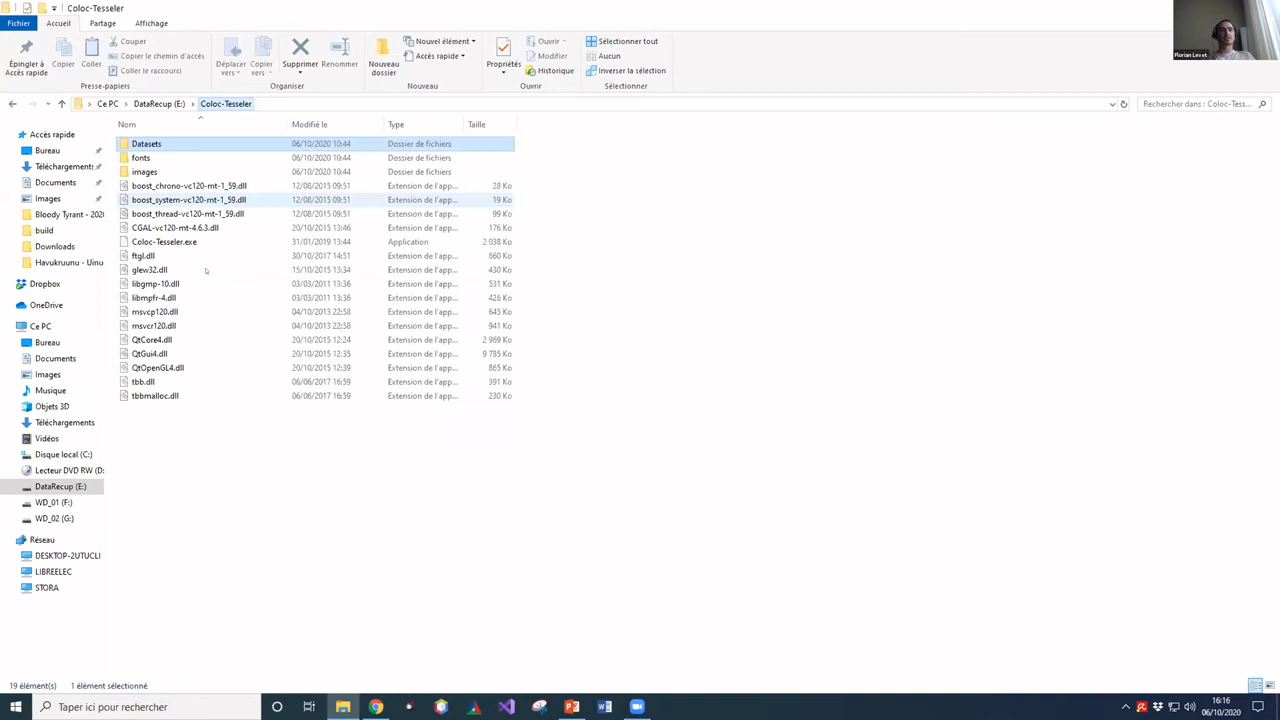 Coloc-Tesseler
Fichier Accueil Partage Affichage
Épingler à Accès rapide
Copier
Coller
Couper
Copier le chemin d'accès
Coller le raccourci
Presse-papiers
Déplacer vers
Copier vers
Supprimer
Renommer
Organiser
Nouveau dossier
Nouvel élément
Accès rapide
Nouveau
Propriétés
Ouvrir
Modifier
Historique
Ouvrir
Sélectionner tout
Aucun
Inverser la sélection
Sélectionner
Florian Levet
Ce PC > DataRecup (E:) > Coloc-Tesseler
Rechercher dans : Coloc-Tess...
Nom Modifié le Type Taille
Datasets 06/10/2020 10:44 Dossier de fichiers
fonts 06/10/2020 10:44 Dossier de fichiers
images 06/10/2020 10:44 Dossier de fichiers
boost_chrono-vc120-mt-1_59.dll 12/08/2015 09:51 Extension de l'app... 28 Ko
boost_system-vc120-mt-1_59.dll 12/08/2015 09:51 Extension de l'app... 19 Ko
boost_thread-vc120-mt-1_59.dll 12/08/2015 09:51 Extension de l'app... 99 Ko
CGAL-vc120-mt-4.6.3.dll 20/10/2015 13:46 Extension de l'app... 176 Ko
Coloc-Tesseler.exe 31/01/2019 13:44 Application 2 038 Ko
ftgl.dll 30/10/2017 14:51 Extension de l'app... 660 Ko
glew32.dll 15/10/2015 13:34 Extension de l'app... 430 Ko
libgmp-10.dll 03/03/2011 13:36 Extension de l'app... 531 Ko
libmpfr-4.dll 03/03/2011 13:36 Extension de l'app... 426 Ko
msvcp120.dll 04/10/2013 22:58 Extension de l'app... 645 Ko
msvcr120.dll 04/10/2013 22:58 Extension de l'app... 941 Ko
QtCore4.dll 20/10/2015 12:24 Extension de l'app... 2 969 Ko
QtGui4.dll 20/10/2015 12:35 Extension de l'app... 9 785 Ko
QtOpenGL4.dll 20/10/2015 12:39 Extension de l'app... 865 Ko
tbb.dll 06/06/2017 16:59 Extension de l'app... 391 Ko
tbbmalloc.dll 06/06/2017 16:59 Extension de l'app... 230 Ko
Accès rapide
Bureau
Téléchargements
Documents
Images
Bloody Tyrant - 202
build
Downloads
Havukruunu - Uinu
Dropbox
OneDrive
Ce PC
Bureau
Documents
Images
Musique
Objets 3D
Téléchargements
Vidéos
Disque local (C:)
Lecteur DVD RW (D:
DataRecup (E:)
WD_01 (F:)
WD_02 (G:)
Réseau
DESKTOP-2UTUCLI
LIBREELEC
STORA
19 élément(s) 1 élément sélectionné
Taper ici pour rechercher
16:16
06/10/2020